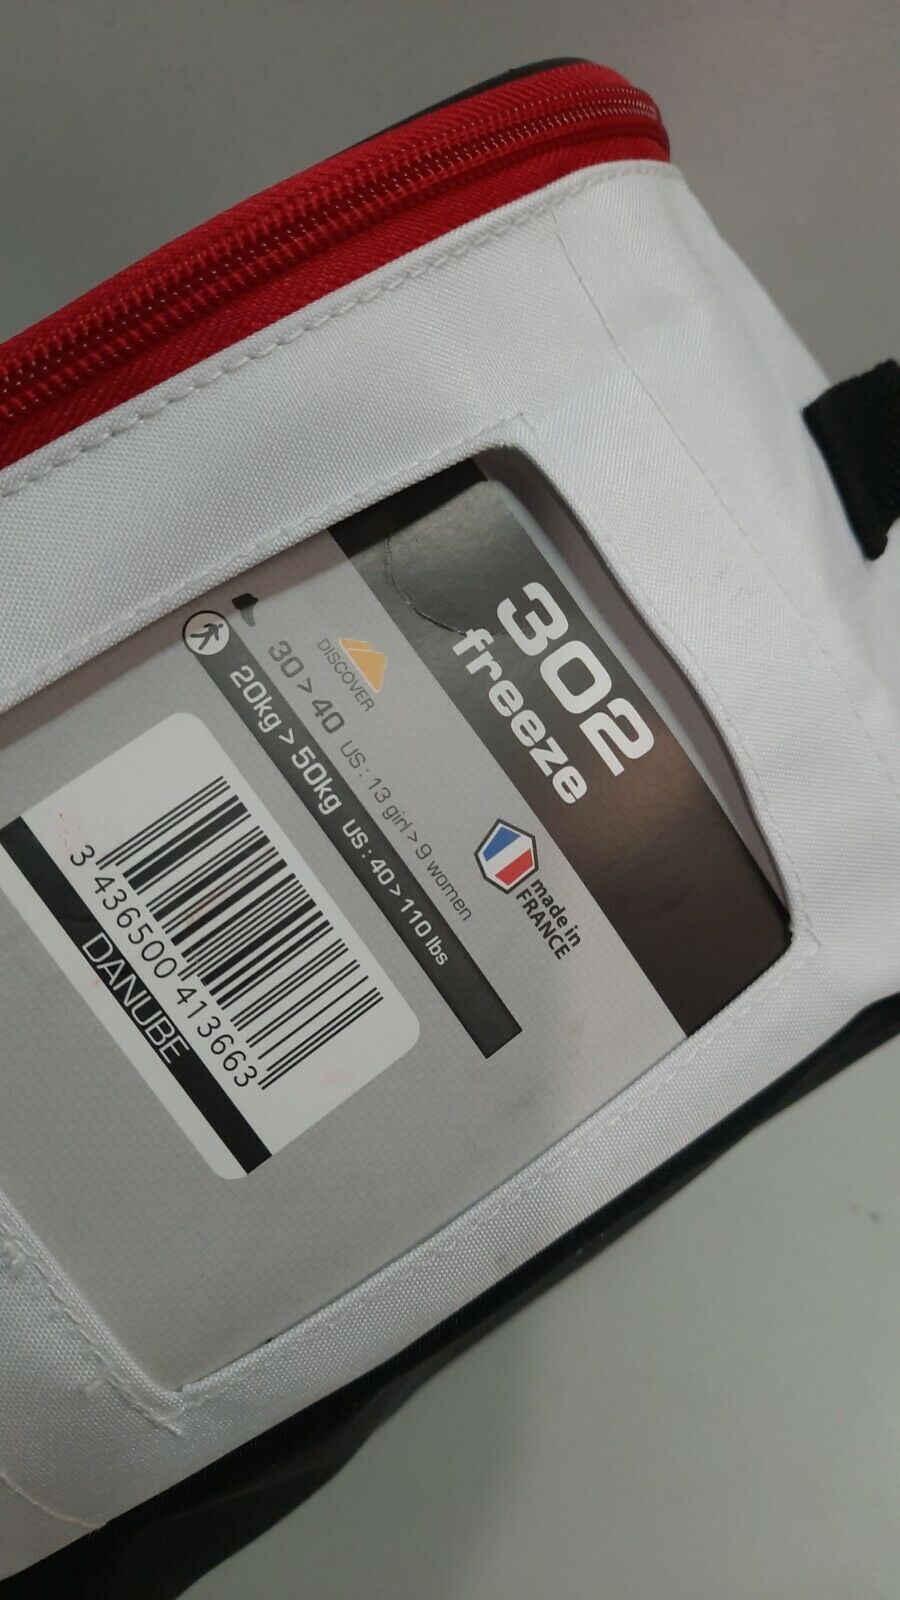 302
freeze
made in
FRANCE
DISCOVER
30 > 40 US : 13 girl > 9 women
20kg > 50kg US : 40 > 110 lbs
3 436500 413663
DANUBE